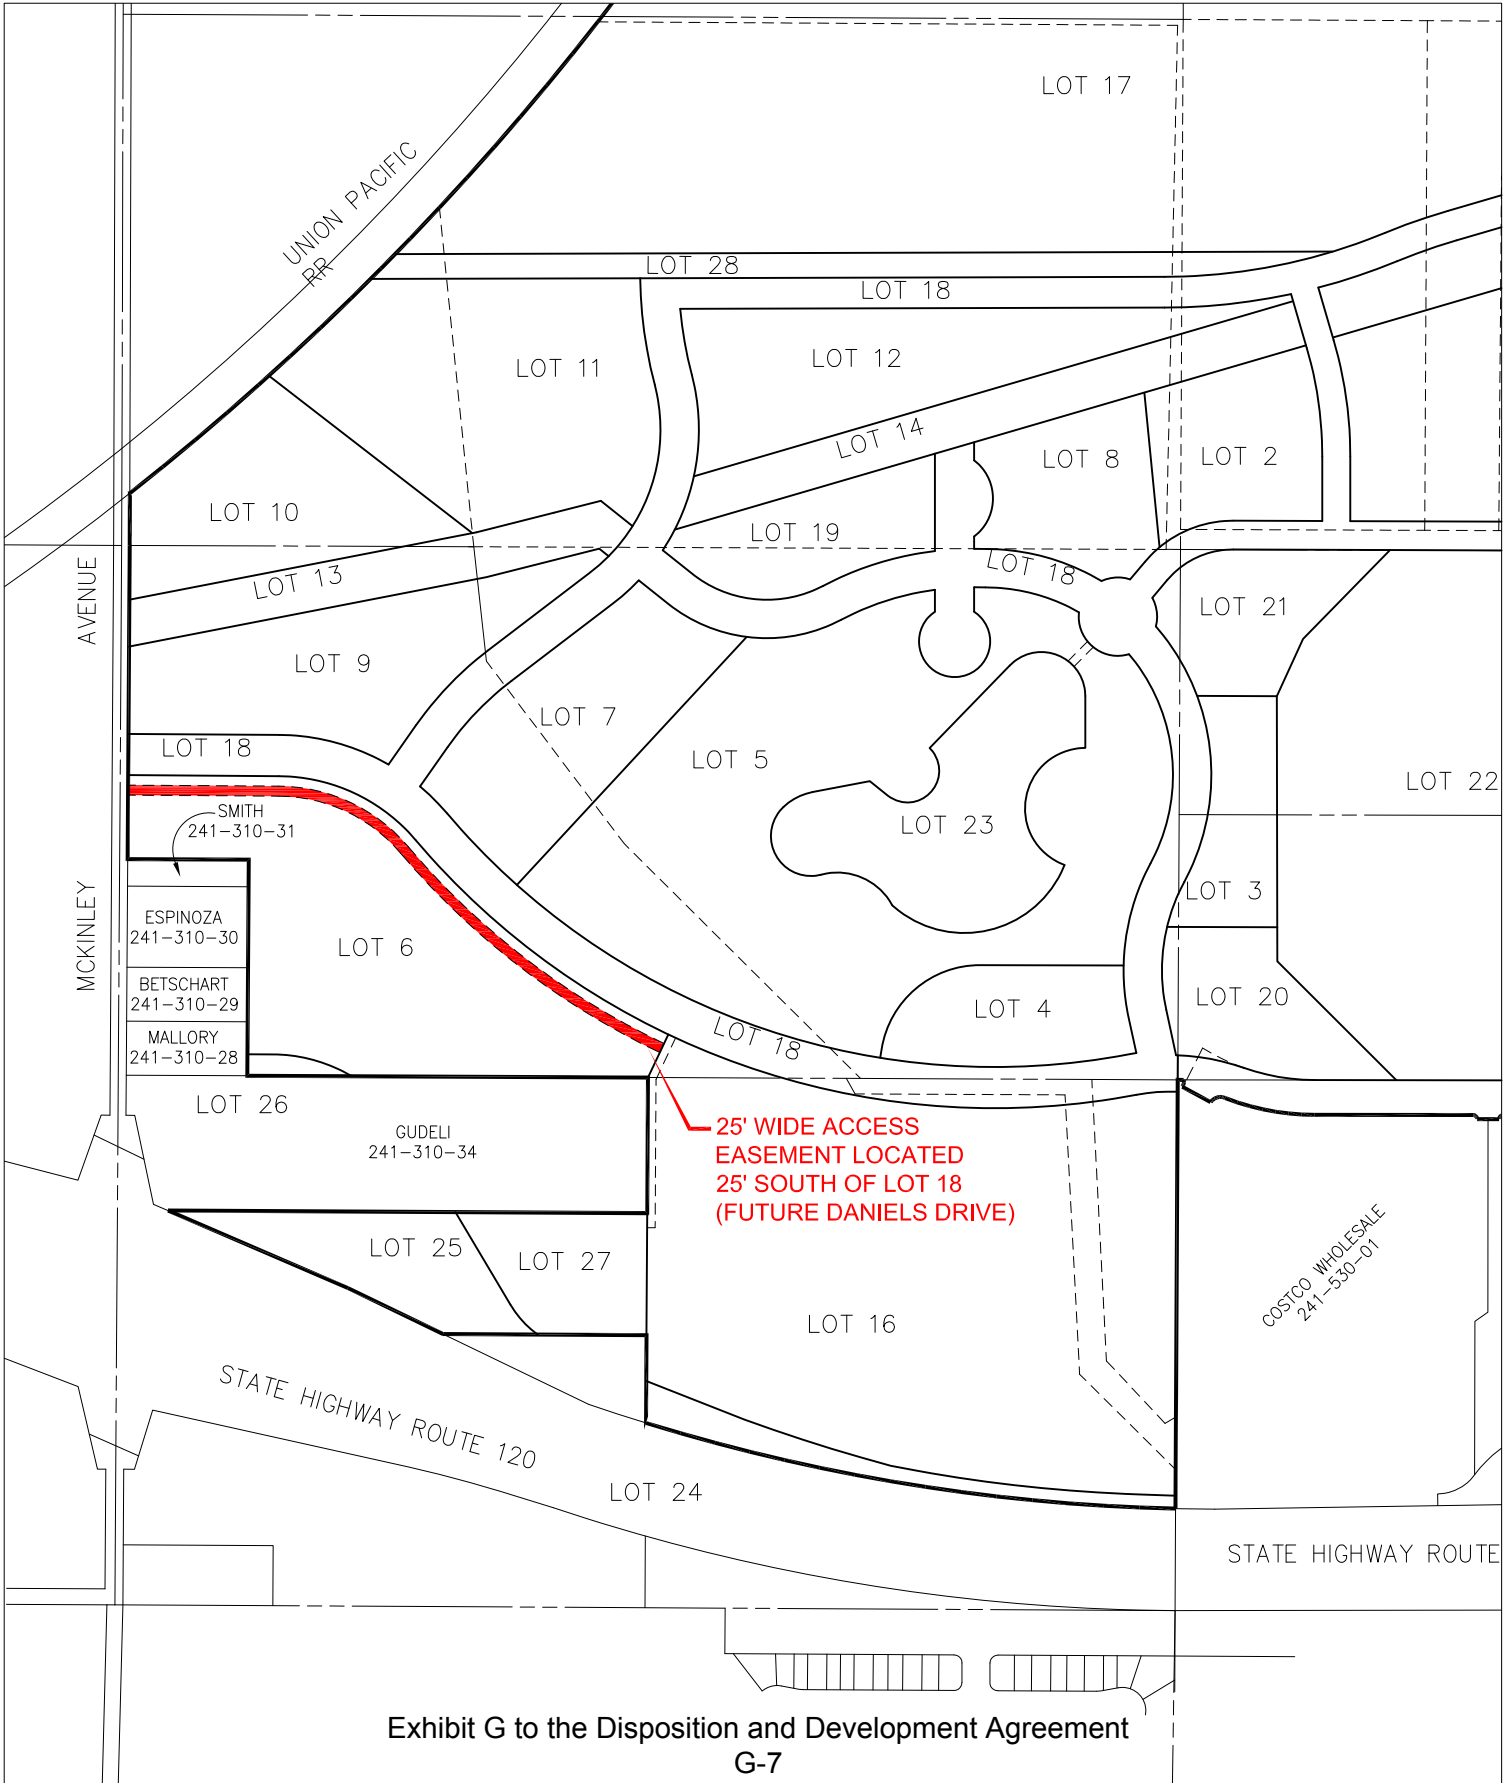 LOT 17
UNION PACIFIC
RR
LOT 28
LOT 18
LOT 11
LOT 12
LOT 14
LOT 8
LOT 2
LOT 10
LOT 19
LOT 13
LOT 18
AVENUE
LOT 21
LOT 9
LOT 7
LOT 18
LOT 5
LOT 22
SMITH
241-310-31
LOT 23
MCKINLEY
ESPINOZA
241-310-30
LOT 6
LOT 3
BETSCHART
241-310-29
LOT 4
LOT 20
MALLORY
241-310-28
LOT 18
LOT 26
GUDELI
241-310-34
25' WIDE ACCESS
EASEMENT LOCATED
25' SOUTH OF LOT 18
(FUTURE DANIELS DRIVE)
LOT 25
LOT 27
COSTCO WHOLESALE
241-530-01
LOT 16
STATE HIGHWAY ROUTE 120
LOT 24
STATE HIGHWAY ROUTE
Exhibit G to the Disposition and Development Agreement
G-7